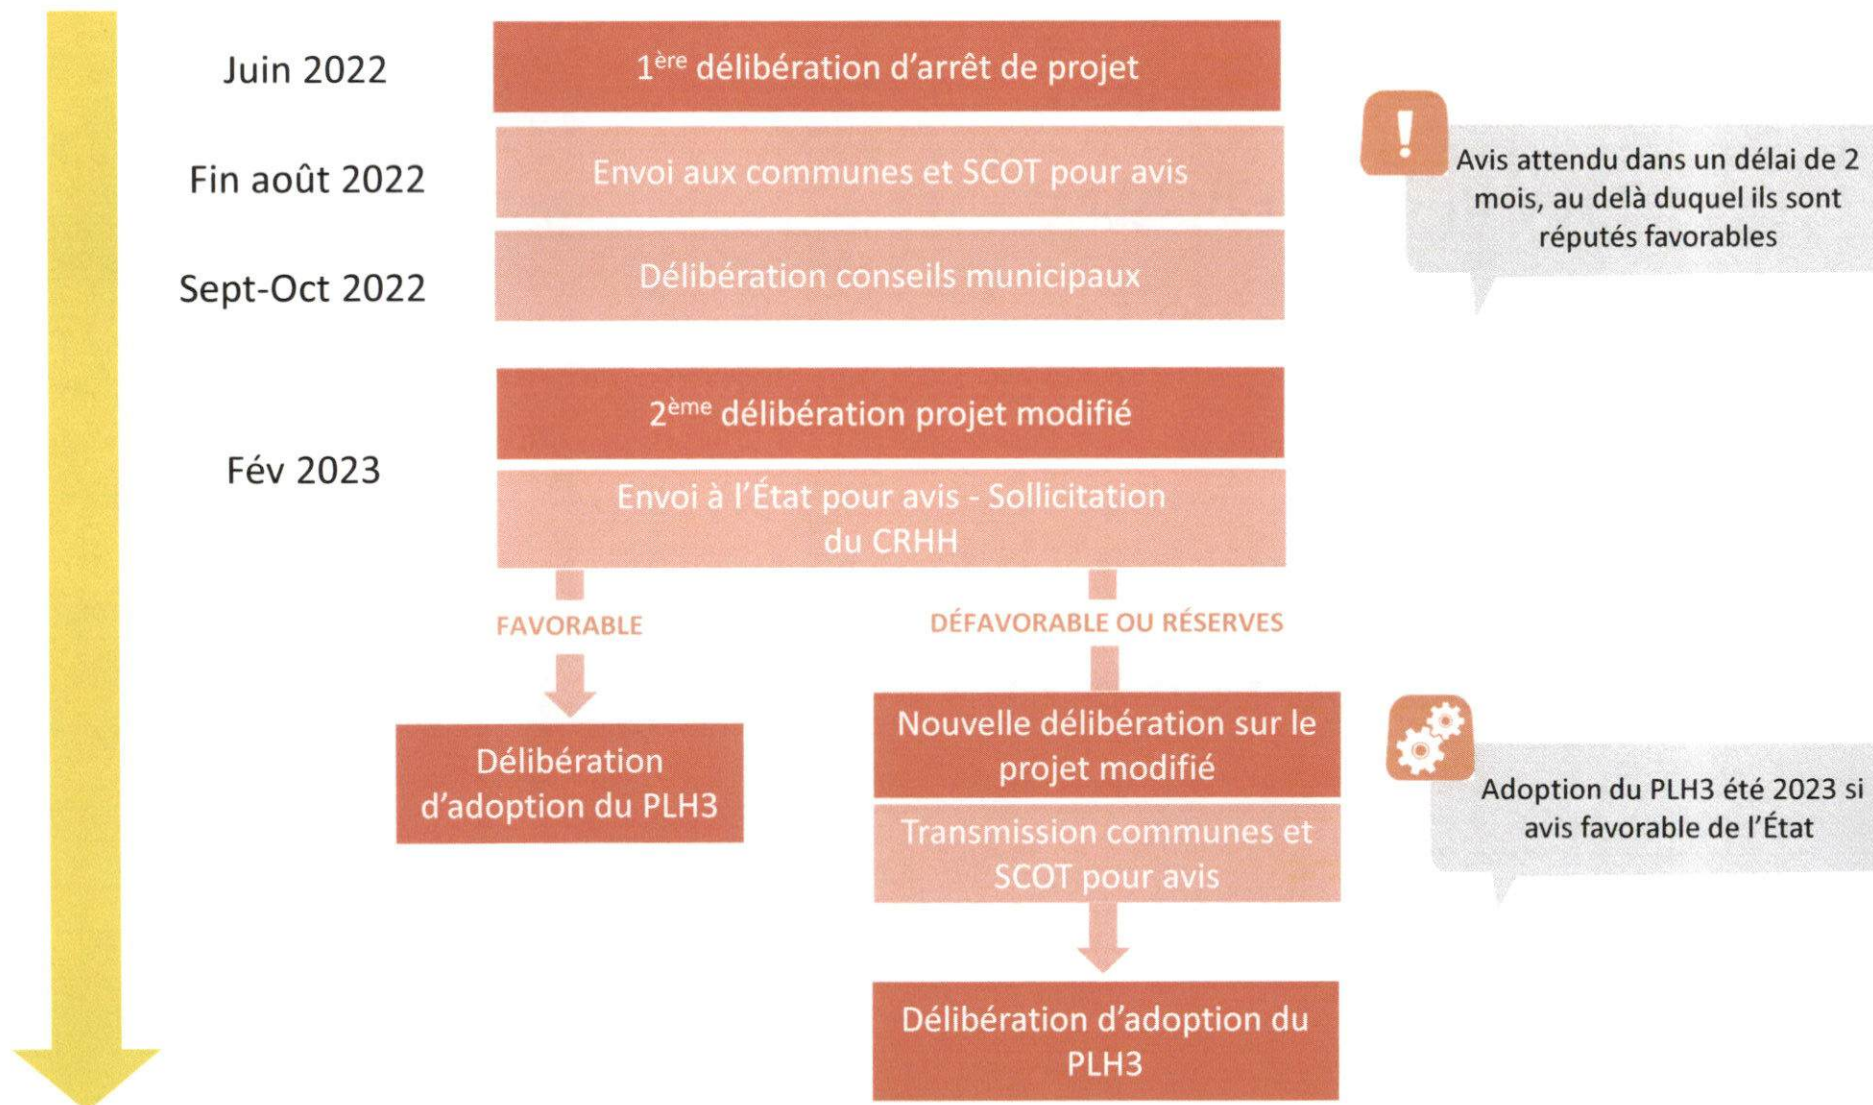 Juin 2022
1ère délibération d'arrêt de projet
Fin août 2022
Envoi aux communes et SCOT pour avis
Avis attendu dans un délai de 2
mois, au delà duquel ils sont
réputés favorables
Sept-Oct 2022
Délibération conseils municipaux
Fév 2023
2ème délibération projet modifié
Envoi à l'État pour avis - Sollicitation
du CRHH
FAVORABLE
DÉFAVORABLE OU RÉSERVES
Délibération
d'adoption du PLH3
Nouvelle délibération sur le
projet modifié
Transmission communes et
SCOT pour avis
Adoption du PLH3 été 2023 si
avis favorable de l'État
Délibération d'adoption du
PLH3